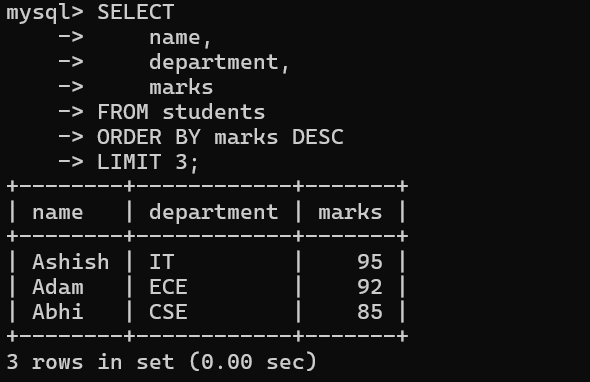 mysql> SELECT
    ->     name,
    ->     department,
    ->     marks
    -> FROM students
    -> ORDER BY marks DESC
    -> LIMIT 3;
+--------+------------+-------+
| name   | department | marks |
+--------+------------+-------+
| Ashish | IT         |    95 |
| Adam   | ECE        |    92 |
| Abhi   | CSE        |    85 |
+--------+------------+-------+
3 rows in set (0.00 sec)